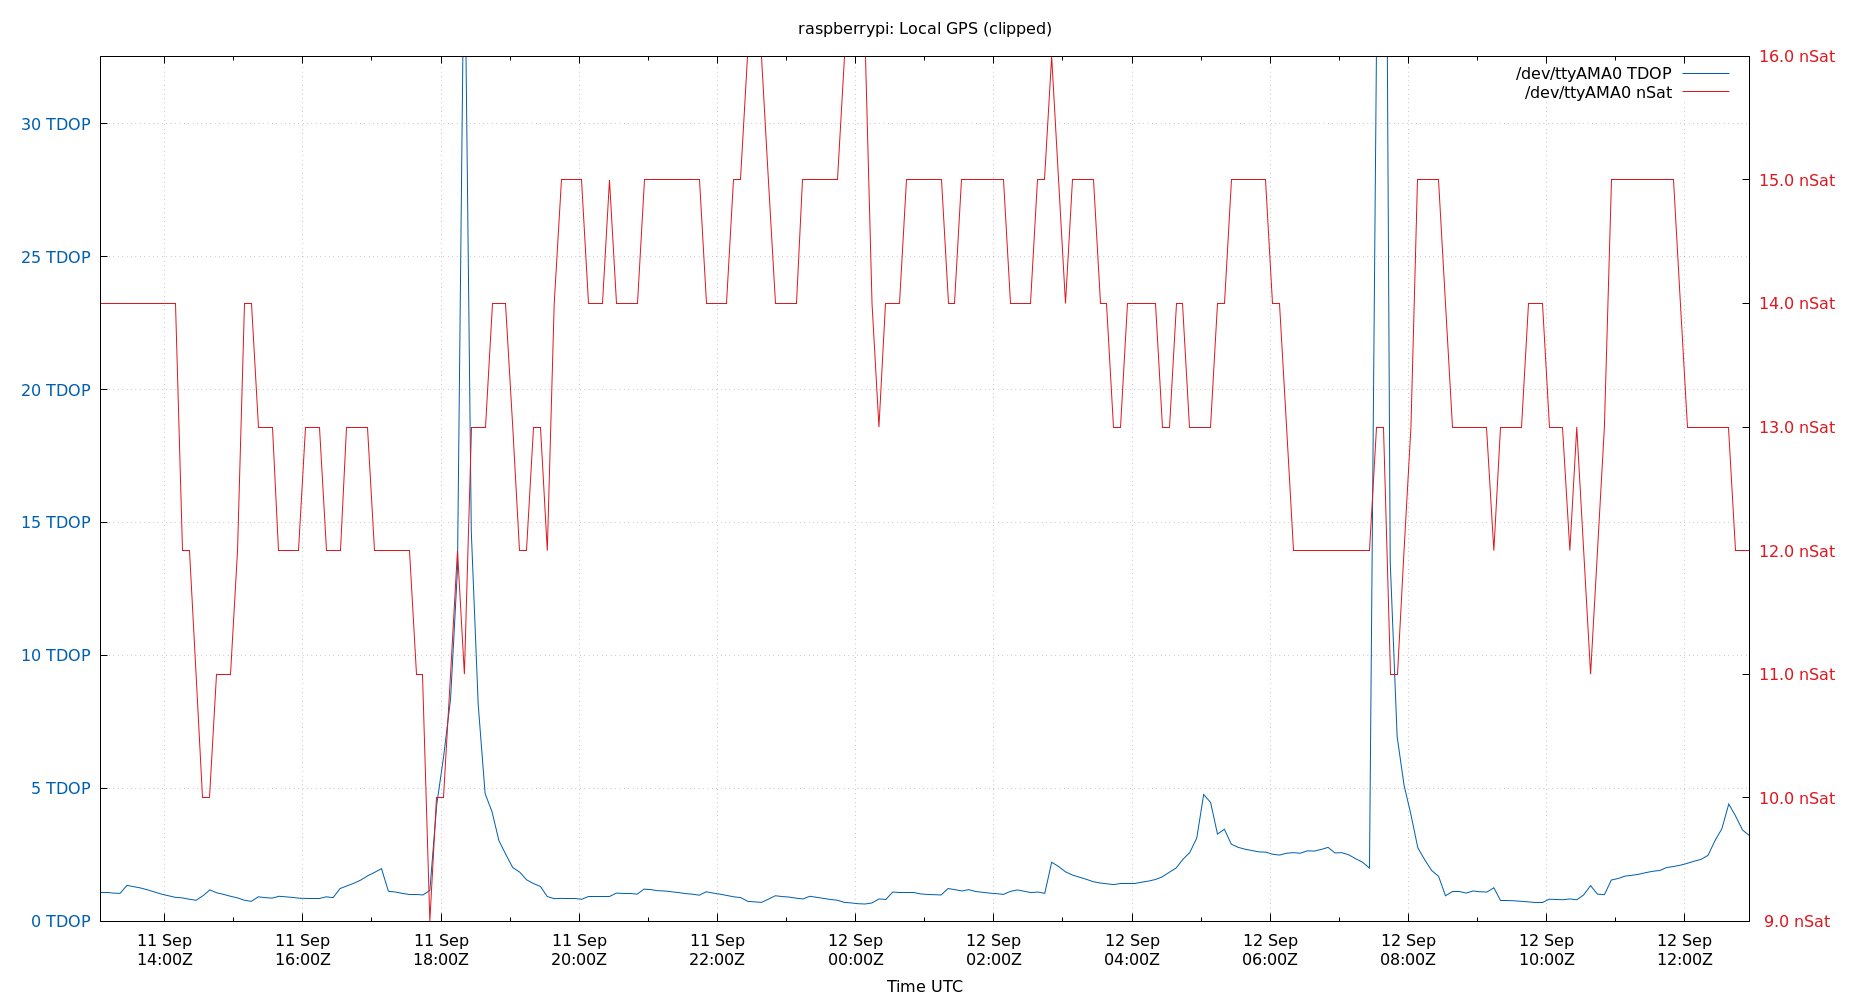 raspberrypi: Local GPS (clipped)
/dev/ttyAMA0 TDOP
/dev/ttyAMA0 nSat
30 TDOP
25 TDOP
20 TDOP
15 TDOP
10 TDOP
5 TDOP
0 TDOP
16.0 nSat
15.0 nSat
14.0 nSat
13.0 nSat
12.0 nSat
11.0 nSat
10.0 nSat
9.0 nSat
11 Sep
14:00Z
11 Sep
16:00Z
11 Sep
18:00Z
11 Sep
20:00Z
11 Sep
22:00Z
12 Sep
00:00Z
12 Sep
02:00Z
12 Sep
04:00Z
12 Sep
06:00Z
12 Sep
08:00Z
12 Sep
10:00Z
12 Sep
12:00Z
Time UTC